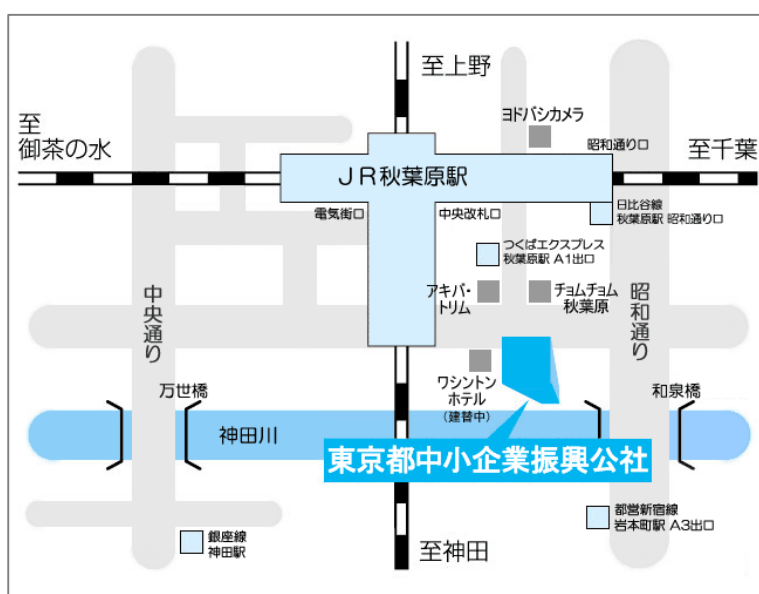 至上野
ヨドバシカメラ
至
御茶の水
昭和通り口
至千葉
JR秋葉原駅
電気街口
中央改札口
日比谷線
秋葉原駅 昭和通り口
つくばエクスプレス
秋葉原駅 A1出口
アキバ・
トリム
チョムチョム
秋葉原
中央通り
昭和通り
ワシントン
ホテル
(建替中)
万世橋
和泉橋
神田川
東京都中小企業振興公社
銀座線
神田駅
都営新宿線
岩本町駅 A3出口
至神田